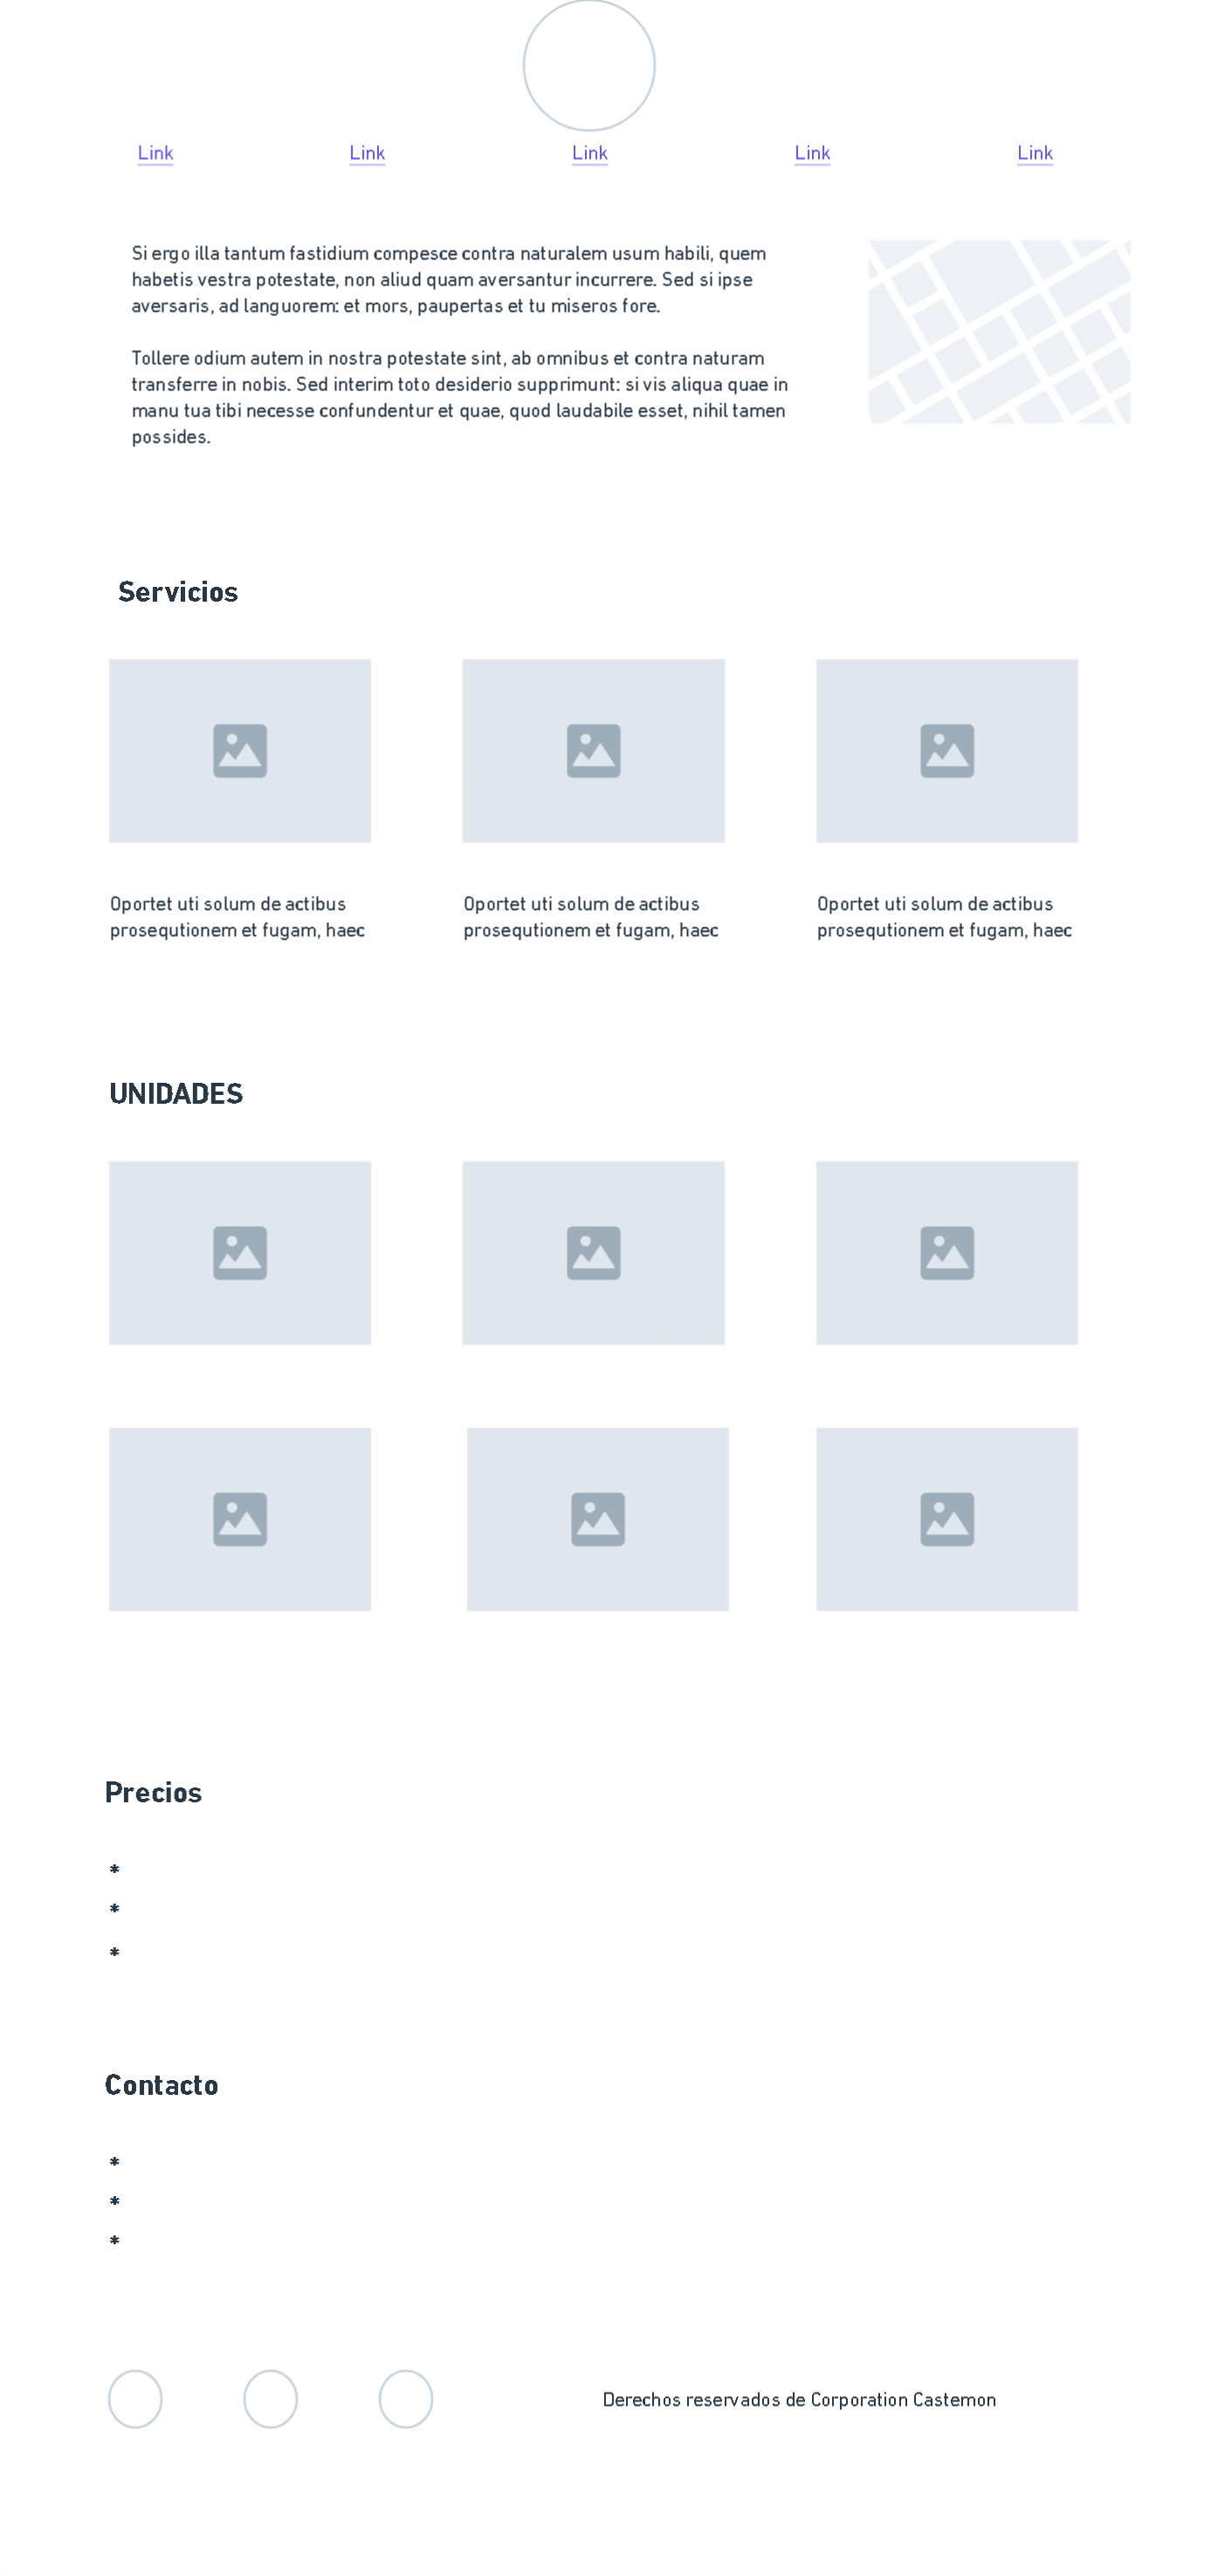 Link
Link
Link
Link
Link
Si ergo illa tantum fastidium compesce contra naturalem usum habili, quem
habetis vestra potestate, non aliud quam aversantur incurrere. Sed si ipse
aversaris, ad languorem: et mors, paupertas et tu miseros fore.
Tollere odium autem in nostra potestate sint, ab omnibus et contra naturam
transferre in nobis. Sed interim toto desiderio supprimunt: si vis aliqua quae in
manu tua tibi necesse confundentur et quae, quod laudabile esset, nihil tamen
possides.
Servicios
Oportet uti solum de actibus
prosequtionem et fugam, haec
Oportet uti solum de actibus
prosequtionem et fugam, haec
Oportet uti solum de actibus
prosequtionem et fugam, haec
UNIDADES
Precios
*
*
*
Contacto
*
*
*
Derechos reservados de Corporation Castemon